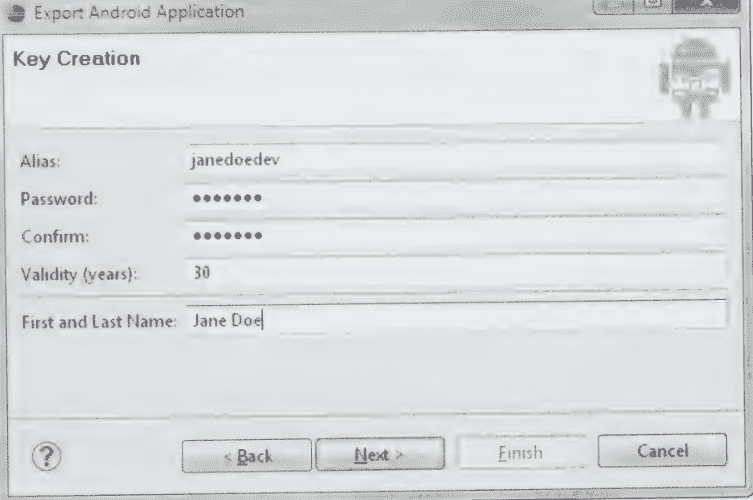 Export Android Application
Key Creation
Alias: janedoedev
Password: •••••••
Confirm: •••••••
Validity (years): 30
First and Last Name: Jane Doe
? < Back Next > Finish Cancel